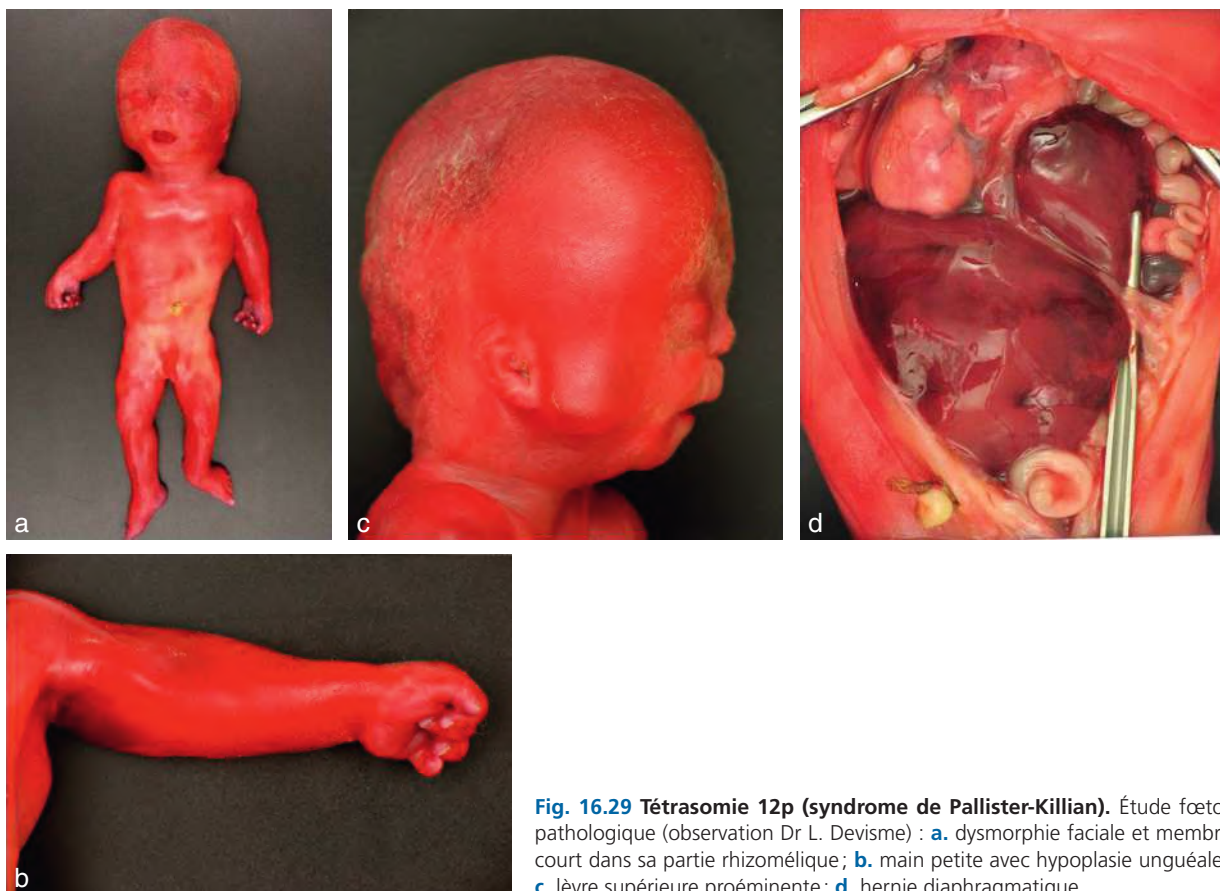 a
c
d
b
Fig. 16.29 Tétrasomie 12p (syndrome de Pallister-Killian). Étude fœto
pathologique (observation Dr L. Devisme) : a. dysmorphie faciale et membr
court dans sa partie rhizomélique ; b. main petite avec hypoplasie unguéale
c. lèvre supérieure proéminente ; d. hernie diaphragmatique